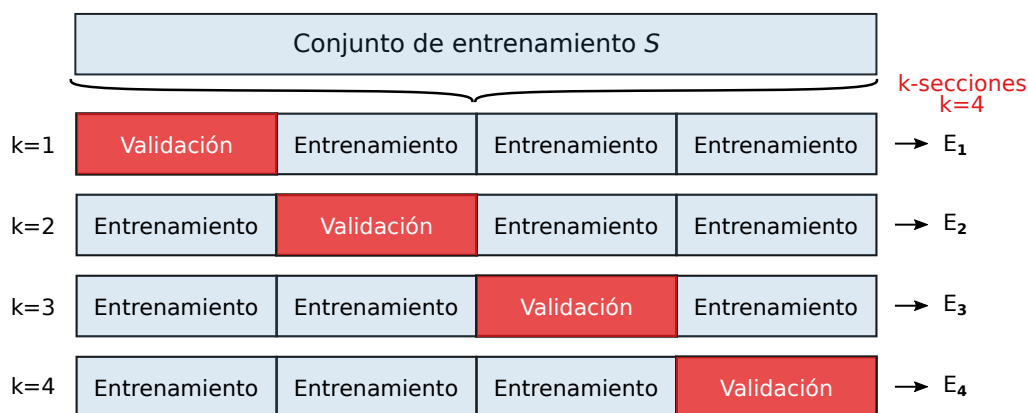 Conjunto de entrenamiento S
k-secciones
k=4
k=1 Validación Entrenamiento Entrenamiento Entrenamiento E₁
k=2 Entrenamiento Validación Entrenamiento Entrenamiento E₂
k=3 Entrenamiento Entrenamiento Validación Entrenamiento E₃
k=4 Entrenamiento Entrenamiento Entrenamiento Validación E₄